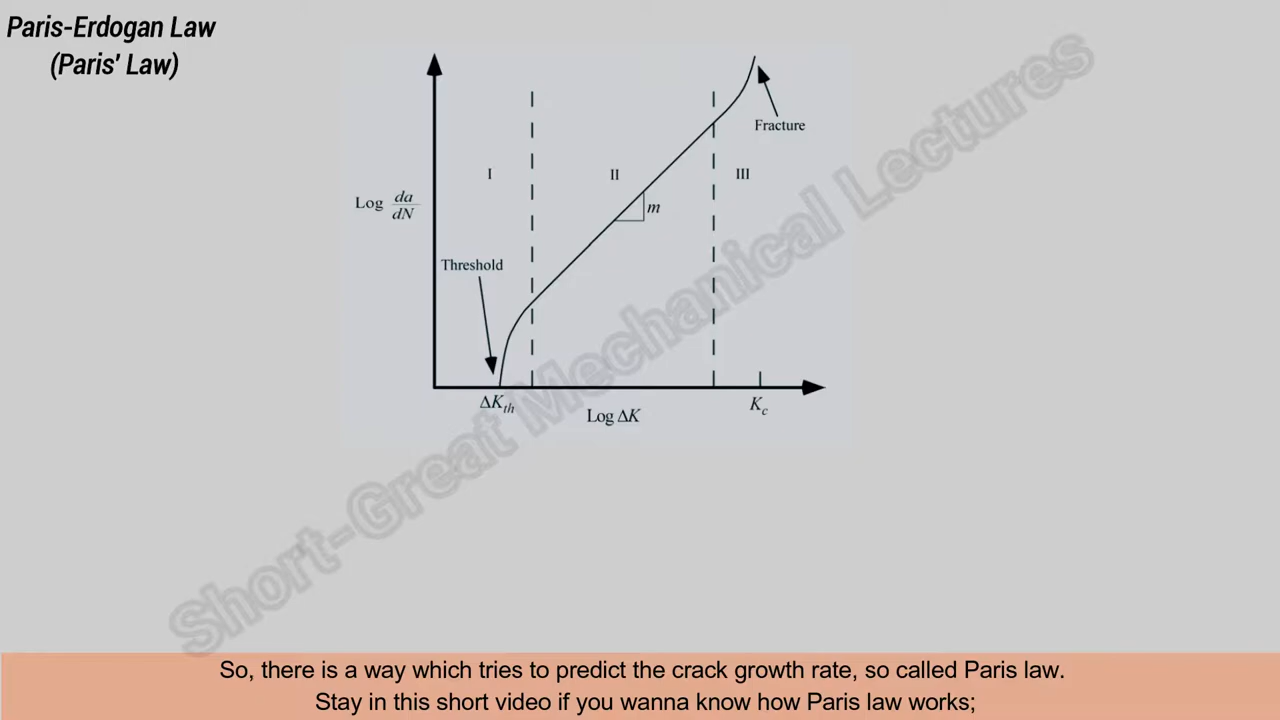 Paris-Erdogan Law
(Paris' Law)
Fracture
I
II
III
Log da/dN
m
Threshold
ΔK_th
Log ΔK
K_c
Short-Great Mechanical Lectures
So, there is a way which tries to predict the crack growth rate, so called Paris law.
Stay in this short video if you wanna know how Paris law works;